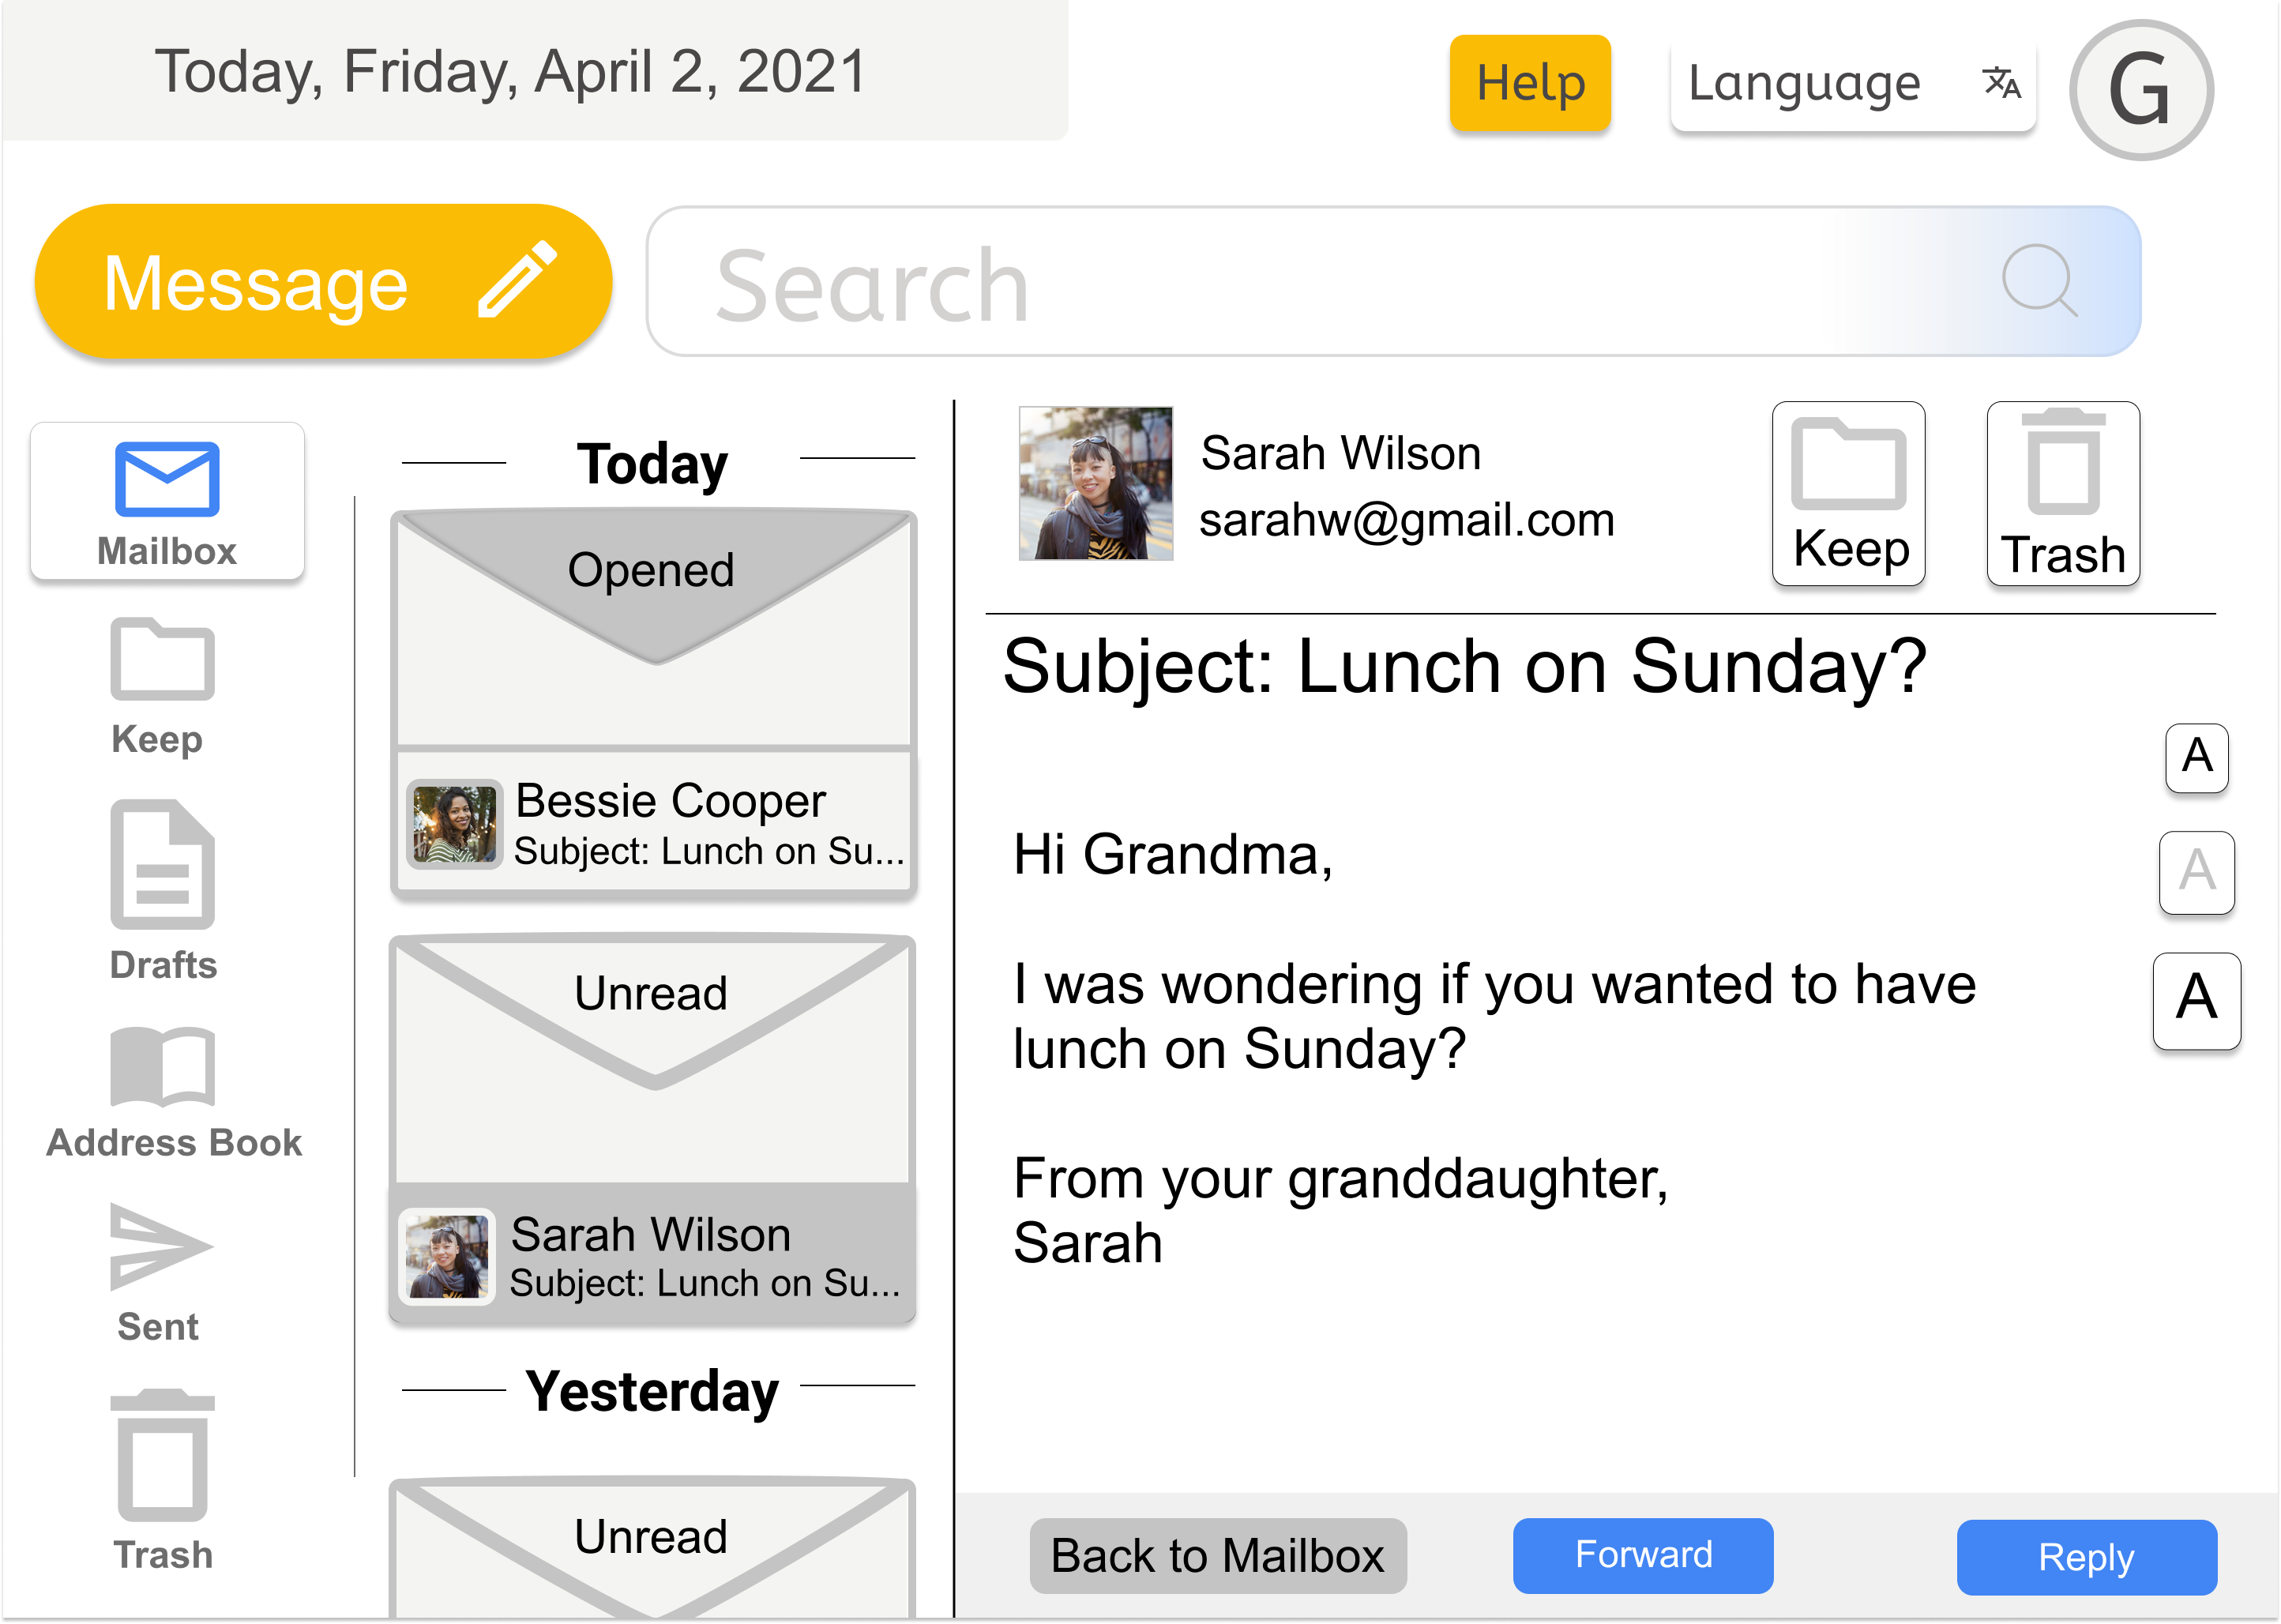 Today, Friday, April 2, 2021
Help
Language
G
Message
Search
Mailbox
Keep
Drafts
Address Book
Sent
Trash
Today
Opened
Bessie Cooper
Subject: Lunch on Su...
Unread
Sarah Wilson
Subject: Lunch on Su...
Yesterday
Unread
Sarah Wilson
sarahw@gmail.com
Keep
Trash
Subject: Lunch on Sunday?
A
A
A
Hi Grandma,
I was wondering if you wanted to have
lunch on Sunday?
From your granddaughter,
Sarah
Back to Mailbox
Forward
Reply